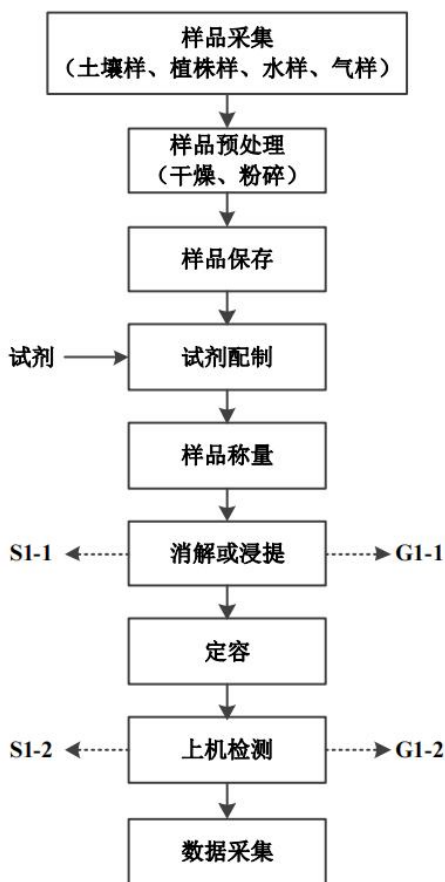 样品采集
（土壤样、植株样、水样、气样）
样品预处理
（干燥、粉碎）
样品保存
试剂
试剂配制
样品称量
S1-1
消解或浸提
G1-1
定容
S1-2
上机检测
G1-2
数据采集